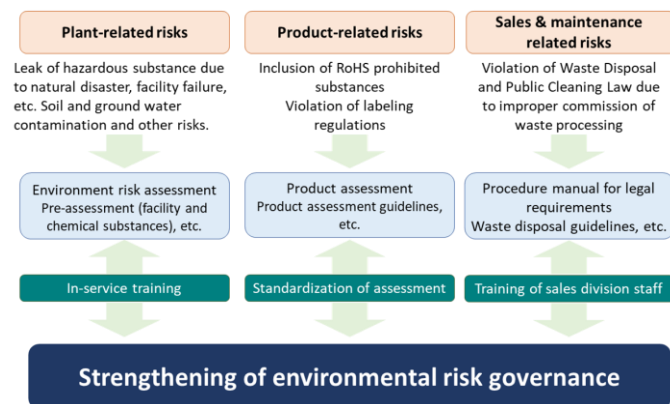 Plant-related risks
Leak of hazardous substance due
to natural disaster, facility failure,
etc. Soil and ground water
contamination and other risks.
Environment risk assessment
Pre-assessment (facility and
chemical substances), etc.
In-service training
Product-related risks
Inclusion of RoHS prohibited
substances
Violation of labeling
regulations
Product assessment
Product assessment guidelines,
etc.
Standardization of assessment
Sales & maintenance
related risks
Violation of Waste Disposal
and Public Cleaning Law due
to improper commission of
waste processing
Procedure manual for legal
requirements
Waste disposal guidelines, etc.
Training of sales division staff
Strengthening of environmental risk governance